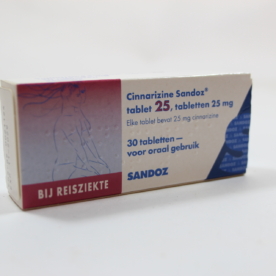 Cinnarizine Sandoz®
tablet 25, tabletten 25 mg
Elke tablet bevat 25 mg cinnarizine
30 tabletten —
voor oraal gebruik
BIJ REISZIEKTE
SANDOZ